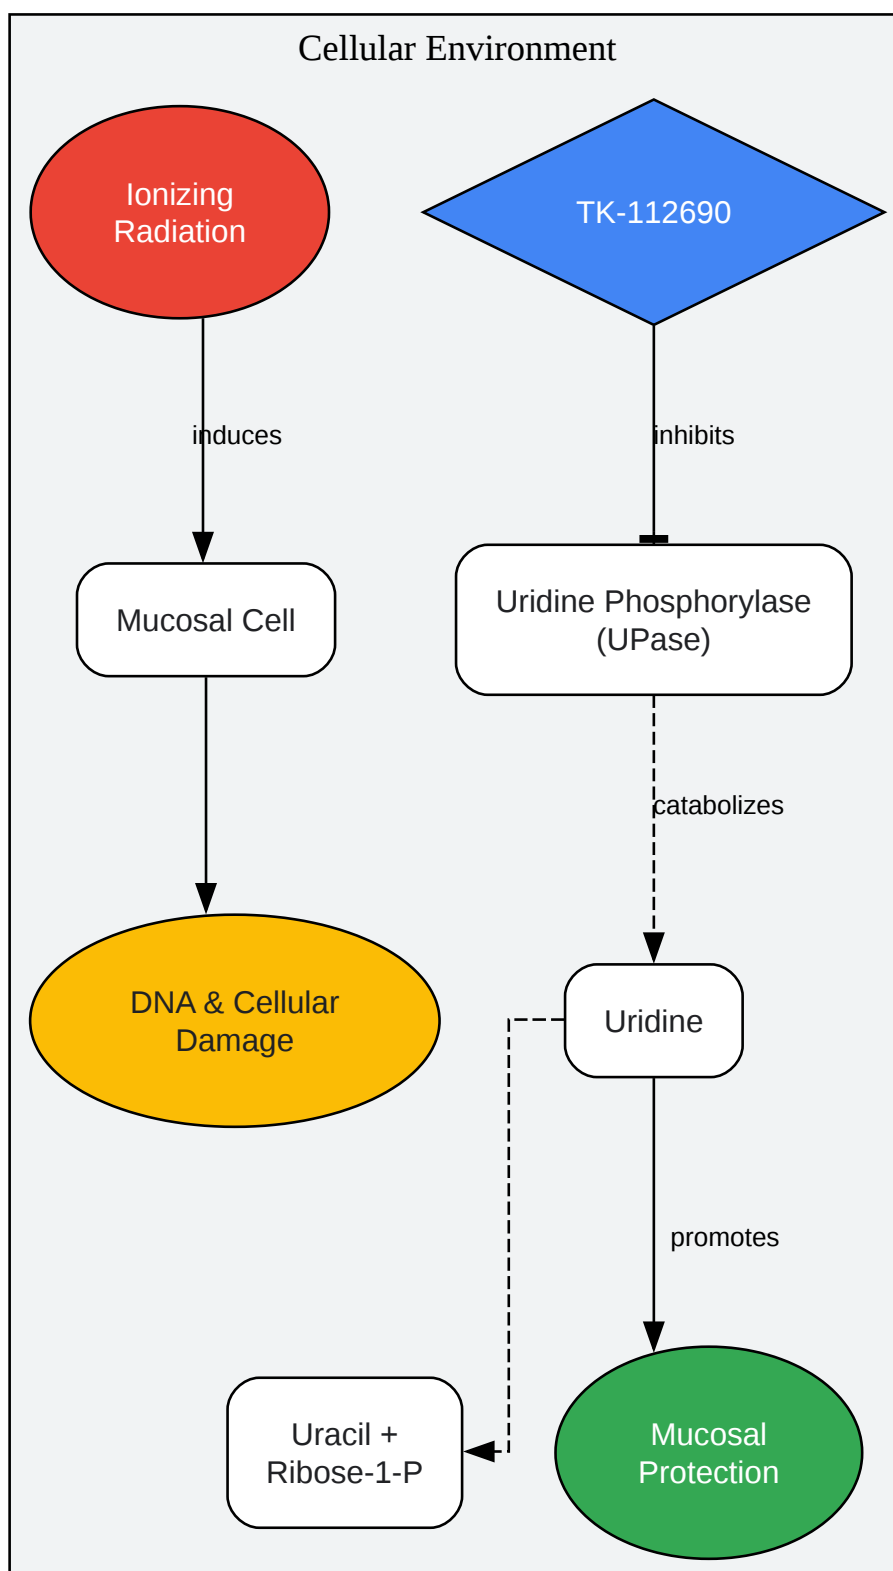 Cellular Environment
Ionizing
Radiation
TK-112690
induces
inhibits
Mucosal Cell
Uridine Phosphorylase
(UPase)
catabolizes
DNA & Cellular
Damage
Uridine
promotes
Uracil +
Ribose-1-P
Mucosal
Protection